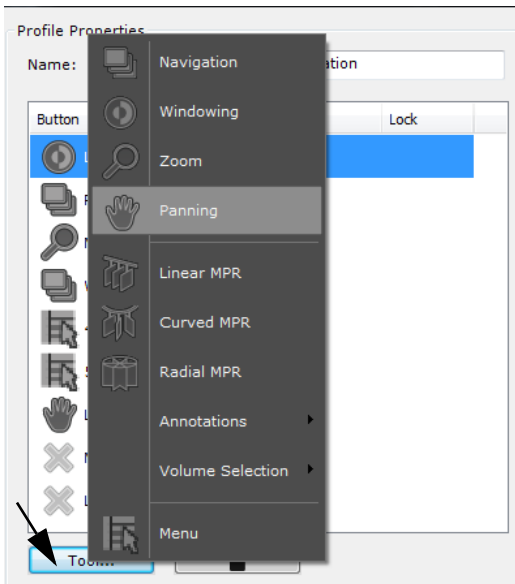 Profile Properties
Name:
ation
Button
Lock
Navigation
Windowing
Zoom
Panning
Linear MPR
Curved MPR
Radial MPR
Annotations
Volume Selection
Menu